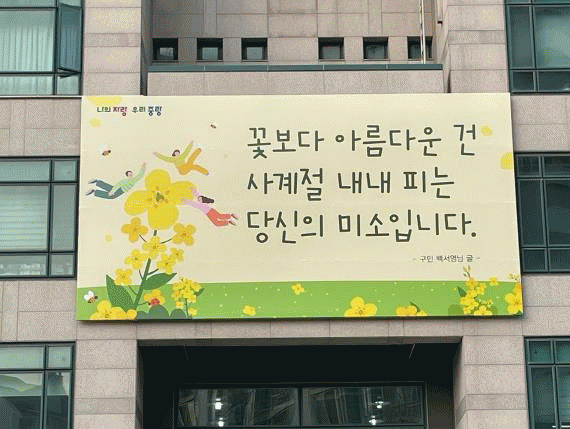 나의 자랑 우리 중랑
꽃보다 아름다운 건
사계절 내내 피는
당신의 미소입니다.
- 구민 백서영님 글 -